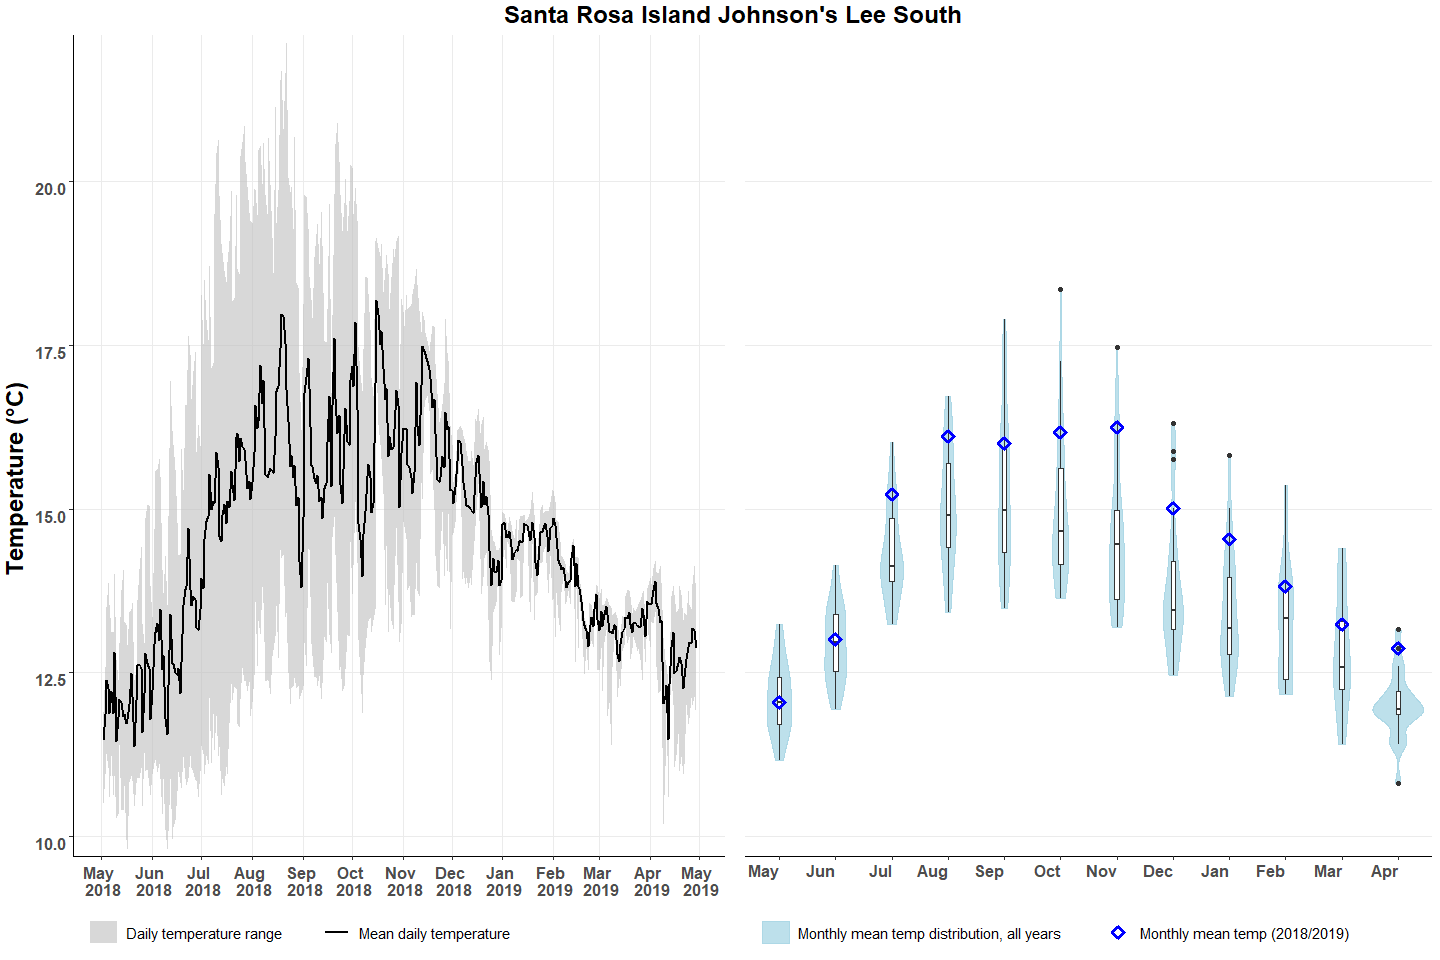 Santa Rosa Island Johnson's Lee South
Temperature (°C)
20.0
17.5
15.0
12.5
10.0
May Jun Jul Aug Sep Oct Nov Dec Jan Feb Mar Apr May
2018 2018 2018 2018 2018 2018 2018 2018 2019 2019 2019 2019 2019
May Jun Jul Aug Sep Oct Nov Dec Jan Feb Mar Apr
Daily temperature range Mean daily temperature
Monthly mean temp distribution, all years Monthly mean temp (2018/2019)